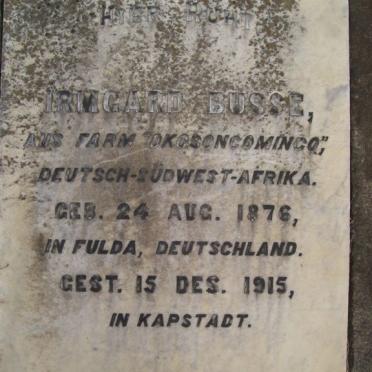 HIER RUHT
IRMGARD BUSSE,
AUS FARM "OKOSONGOMINGO,"
DEUTSCH-SÜDWEST-AFRIKA.
GEB. 24 AUG. 1876,
IN FULDA, DEUTSCHLAND.
GEST. 15 DES. 1915,
IN KAPSTADT.